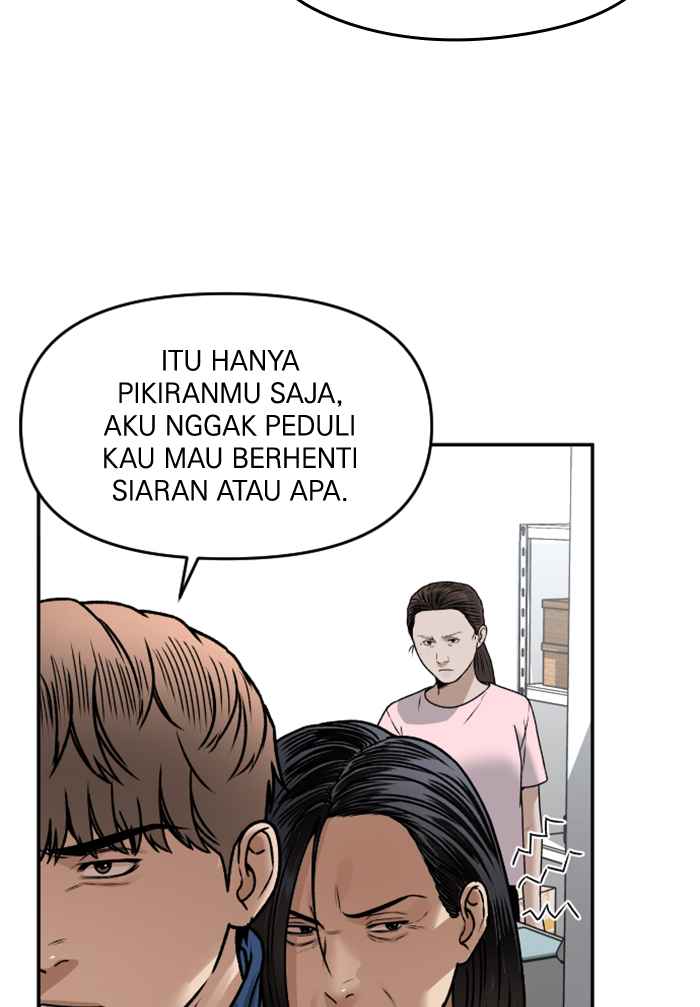 ITU HANYA
PIKIRANMU SAJA,
AKU NGGAK PEDULI
KAU MAU BERHENTI
SIARAN ATAU APA.